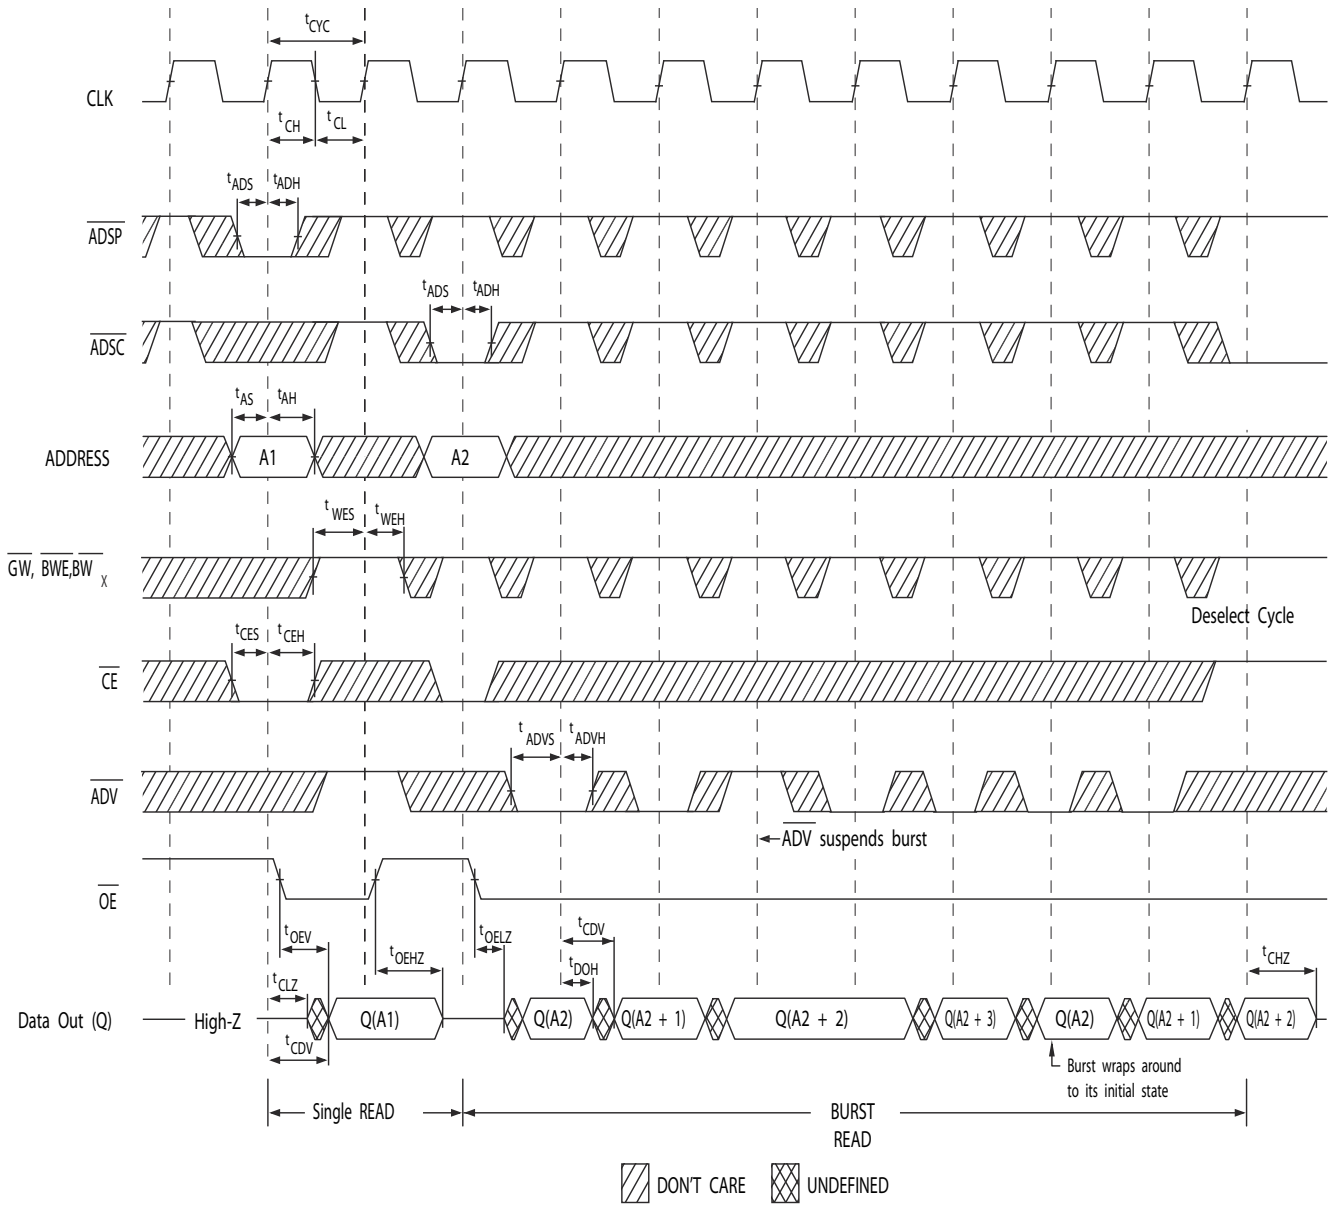 tCYC
CLK
tCH tCL
tADS tADH
ADSP
tADS tADH
ADSC
tAS tAH
ADDRESS A1 A2
tWES tWEH
GW, BWE,BW X
Deselect Cycle
tCES tCEH
CE
tADVS tADVH
ADV
ADV suspends burst
OE
tOEV tOEHZ tOELZ tCDV tCHZ
tCLZ tDOH
Data Out (Q) High-Z Q(A1) Q(A2) Q(A2 + 1) Q(A2 + 2) Q(A2 + 3) Q(A2) Q(A2 + 1) Q(A2 + 2)
tCDV
Burst wraps around
to its initial state
Single READ BURST
READ
DON'T CARE UNDEFINED